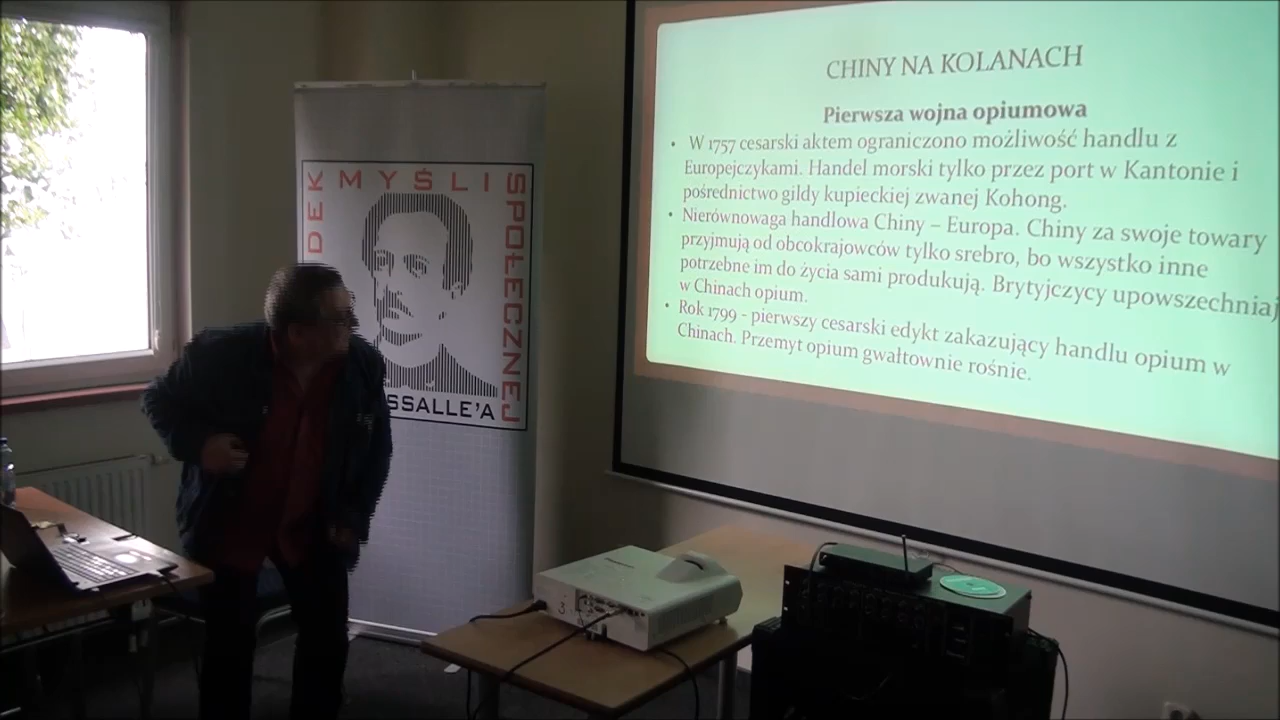 CHINY NA KOLANACH
Pierwsza wojna opiumowa
• W 1757 cesarski aktem ograniczono możliwość handlu z
Europejczykami. Handel morski tylko przez port w Kantonie i
pośrednictwo gildy kupieckiej zwanej Kohong.
• Nierównowaga handlowa Chiny – Europa. Chiny za swoje towary
przyjmują od obcokrajowców tylko srebro, bo wszystko inne
potrzebne im do życia sami produkują. Brytyjczycy upowszechniaj
w Chinach opium.
• Rok 1799 - pierwszy cesarski edykt zakazujący handlu opium w
Chinach. Przemyt opium gwałtownie rośnie.
DEK MYŚLI SPOŁECZNEJ
SSALLE'A
3